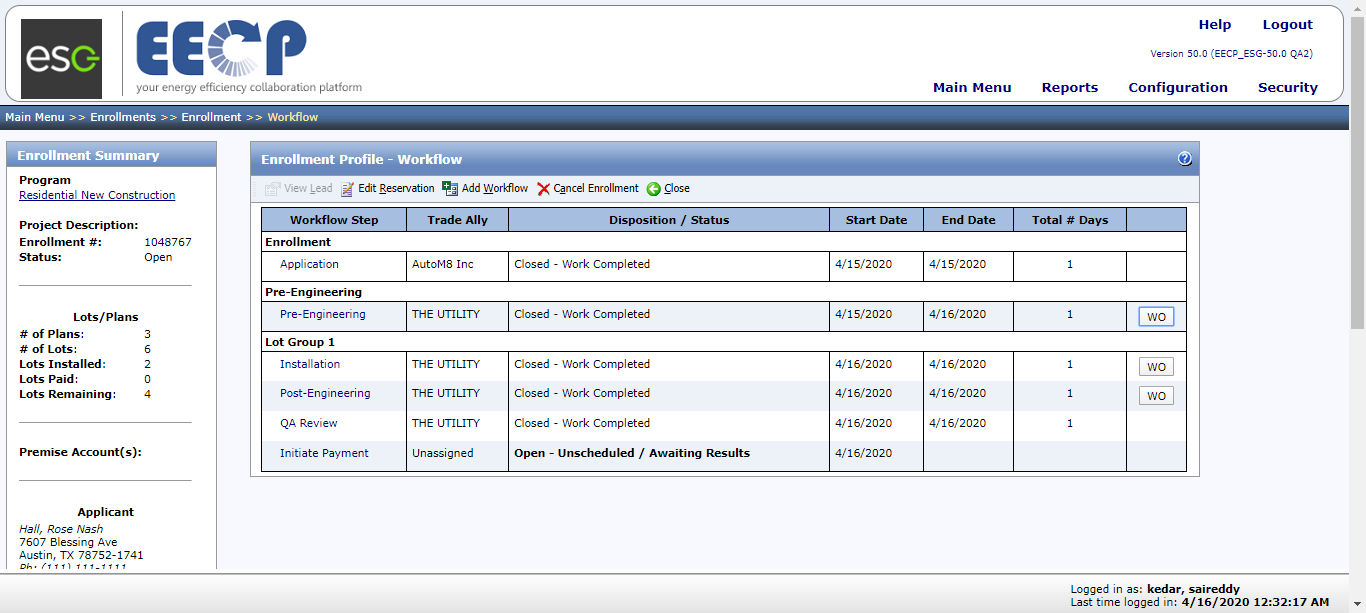 esg
EECP
your energy efficiency collaboration platform
Help Logout
Version 50.0 (EECP_ESG-50.0 QA2)
Main Menu Reports Configuration Security
Main Menu >> Enrollments >> Enrollment >> Workflow
Enrollment Summary
Program
Residential New Construction
Project Description:
Enrollment #: 1048767
Status: Open
Lots/Plans
# of Plans: 3
# of Lots: 6
Lots Installed: 2
Lots Paid: 0
Lots Remaining: 4
Premise Account(s):
Applicant
Hall, Rose Nash
7607 Blessing Ave
Austin, TX 78752-1741
Ph: (111) 111-1111
Enrollment Profile - Workflow ?
View Lead Edit Reservation Add Workflow Cancel Enrollment Close
Workflow Step Trade Ally Disposition / Status Start Date End Date Total # Days
Enrollment
Application AutoM8 Inc Closed - Work Completed 4/15/2020 4/15/2020 1
Pre-Engineering
Pre-Engineering THE UTILITY Closed - Work Completed 4/15/2020 4/16/2020 1 WO
Lot Group 1
Installation THE UTILITY Closed - Work Completed 4/16/2020 4/16/2020 1 WO
Post-Engineering THE UTILITY Closed - Work Completed 4/16/2020 4/16/2020 1 WO
QA Review THE UTILITY Closed - Work Completed 4/16/2020 4/16/2020 1
Initiate Payment Unassigned Open - Unscheduled / Awaiting Results 4/16/2020
Logged in as: kedar, saireddy
Last time logged in: 4/16/2020 12:32:17 AM